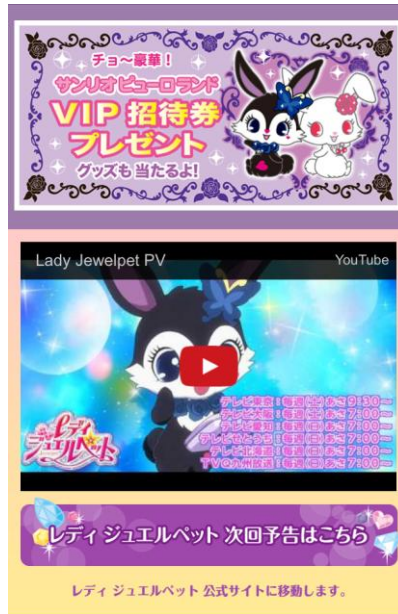 チョ～豪華！
サンリオピューロランド
VIP 招待券
プレゼント
グッズも当たるよ!
Lady Jewelpet PV
YouTube
レディ
ジュエルペット
テレビ東京：毎週(土)あさ9:30～
テレビ大阪：毎週(土)あさ7:00～
テレビ愛知：毎週(日)あさ7:00～
テレビせとうち：毎週(日)あさ7:00～
テレビ北海道：毎週(日)あさ7:00～
TVQ九州放送：毎週(日)あさ7:00～
レディ ジュエルペット 次回予告はこちら
レディ ジュエルペット 公式サイトに移動します。